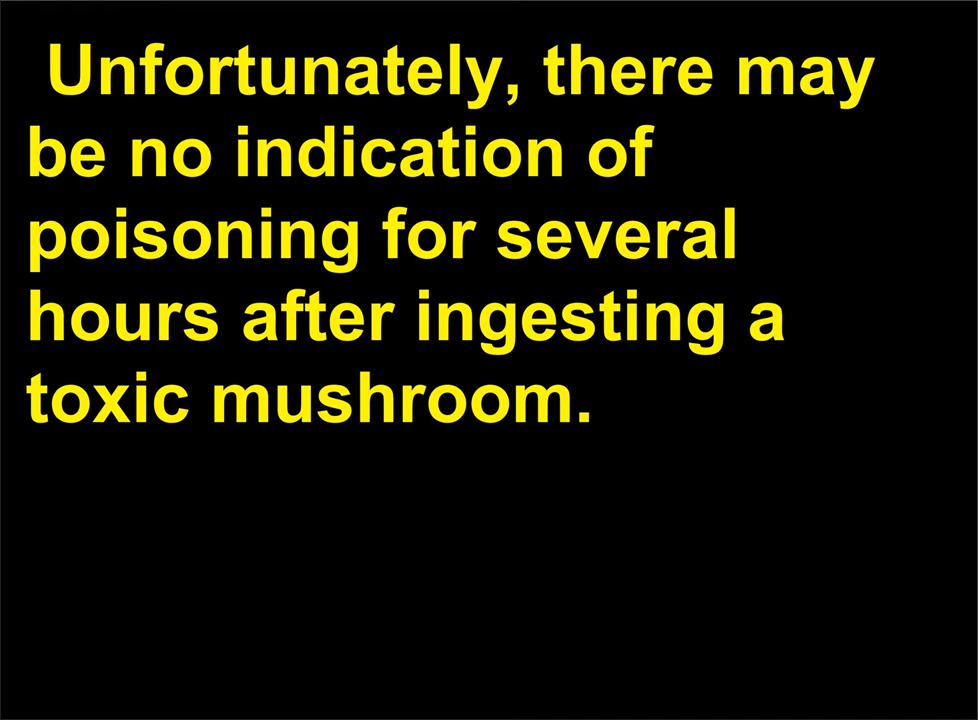 Unfortunately, there may
be no indication of
poisoning for several
hours after ingesting a
toxic mushroom.